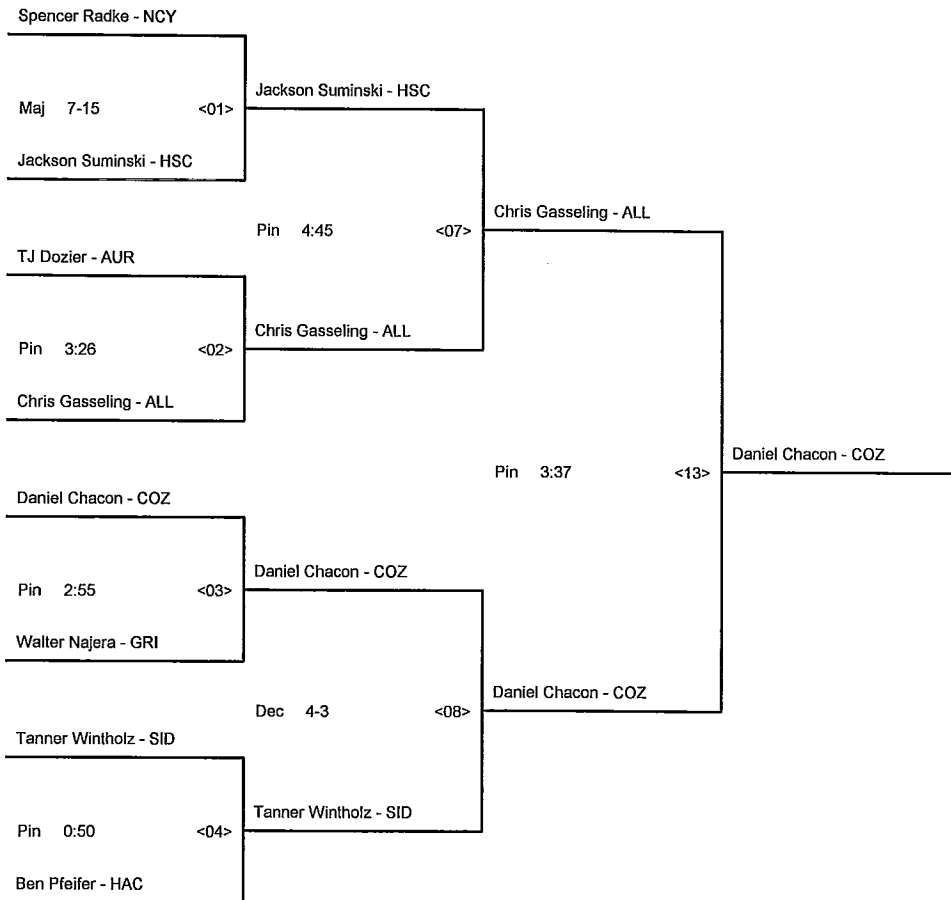 Spencer Radke - NCY
Maj 7-15 <01>
Jackson Suminski - HSC
Jackson Suminski - HSC
Pin 4:45 <07>
Chris Gasseling - ALL
TJ Dozier - AUR
Pin 3:26 <02>
Chris Gasseling - ALL
Chris Gasseling - ALL
Pin 3:37 <13>
Daniel Chacon - COZ
Daniel Chacon - COZ
Pin 2:55 <03>
Daniel Chacon - COZ
Walter Najera - GRI
Dec 4-3 <08>
Daniel Chacon - COZ
Tanner Wintholz - SID
Pin 0:50 <04>
Tanner Wintholz - SID
Ben Pfeifer - HAC